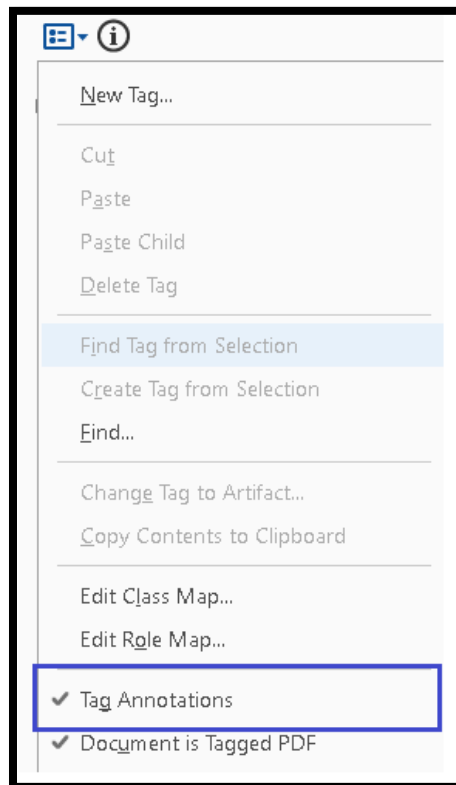 New Tag...
Cut
Paste
Paste Child
Delete Tag
Find Tag from Selection
Create Tag from Selection
Find...
Change Tag to Artifact...
Copy Contents to Clipboard
Edit Class Map...
Edit Role Map...
Tag Annotations
Document is Tagged PDF